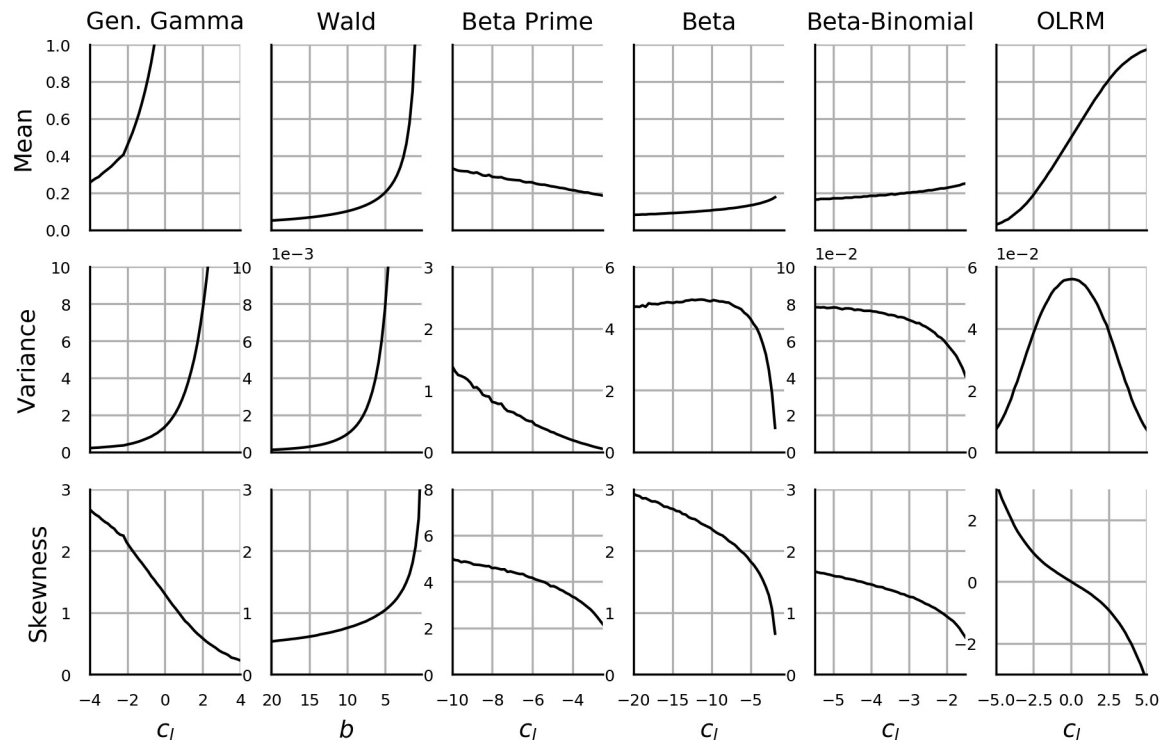 Gen. Gamma Wald Beta Prime Beta Beta-Binomial OLRM
1.0
0.8
0.6
0.4
0.2
0.0
Mean
1e−3 1e−2 1e−2
10 10 3 6 10 6
8 8 2 4 8 4
6 6 6
4 4 1 2 4 2
2 2 2
0 0 0 0 0 0
Variance
3 3 8 3 3 2
2 2 6 2 2 0
1 1 4 1 1 −2
0 0 2 0 0
Skewness
−4 −2 0 2 4 20 15 10 5 −10 −8 −6 −4 −20 −15 −10 −5 −5 −4 −3 −2 −5.0 −2.5 0.0 2.5 5.0
c_l b c_l c_l c_l c_l